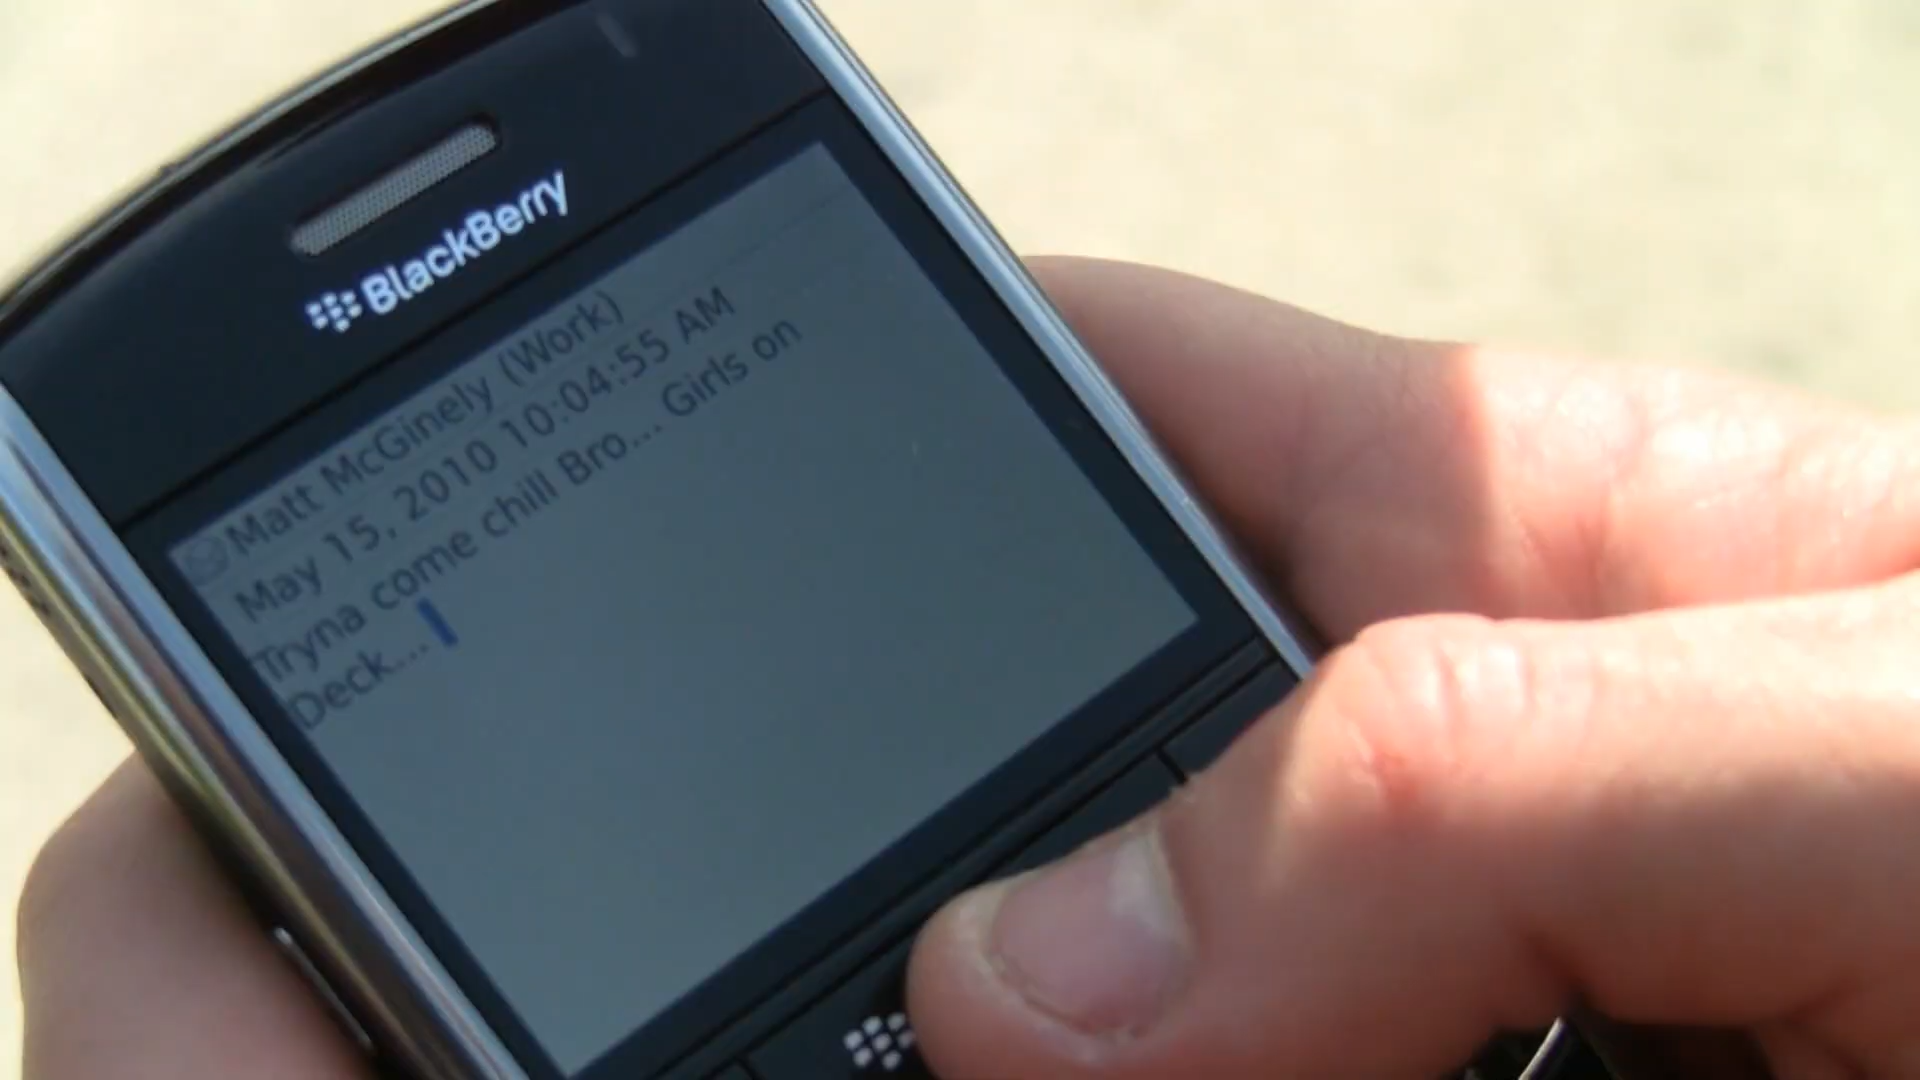 BlackBerry
Matt McGinely (Work)
May 15, 2010 10:04:55 AM
Tryna come chill Bro... Girls on
Deck...